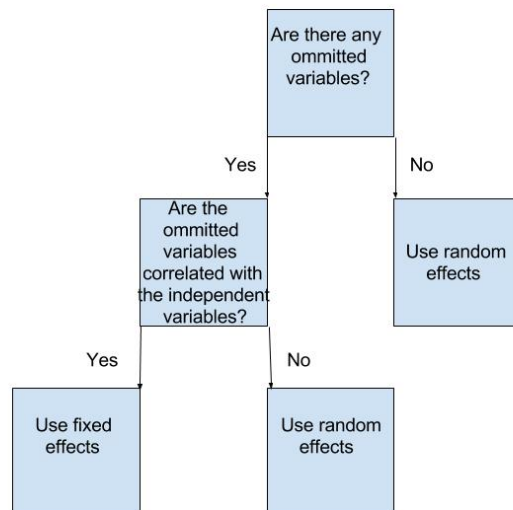 Are there any
ommitted
variables?
Yes
No
Are the
ommitted
variables
correlated with
the independent
variables?
Use random
effects
Yes
No
Use fixed
effects
Use random
effects